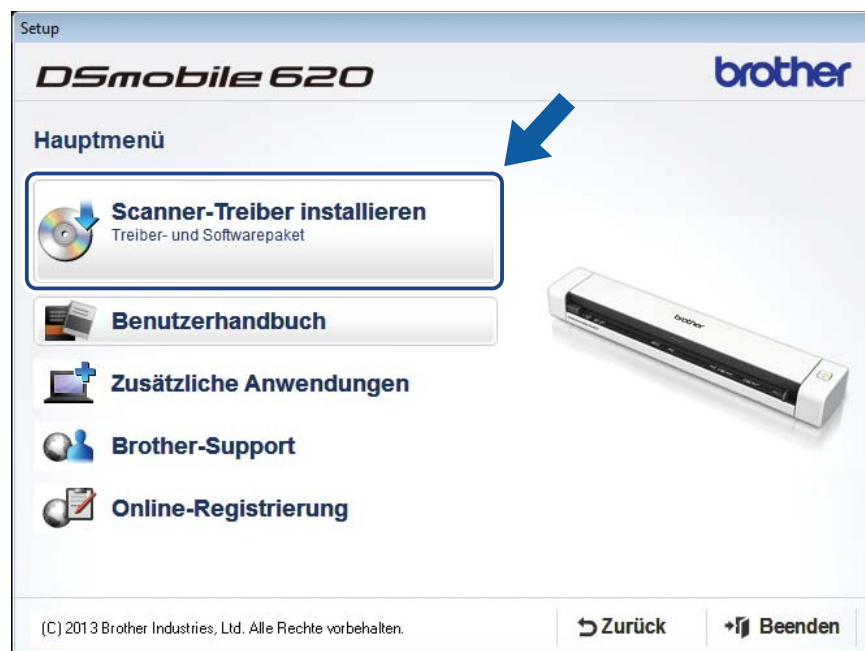 Setup
DSmobile 620
brother
Hauptmenü
Scanner-Treiber installieren
Treiber- und Softwarepaket
Benutzerhandbuch
brother
Zusätzliche Anwendungen
Brother-Support
Online-Registrierung
(C) 2013 Brother Industries, Ltd. Alle Rechte vorbehalten.
Zurück
Beenden